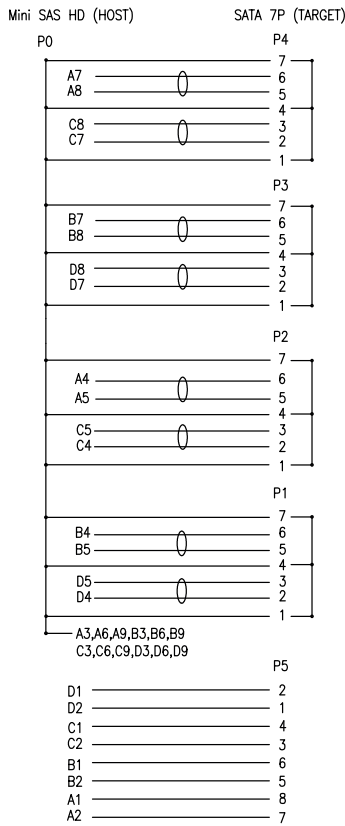 Mini SAS HD (HOST) SATA 7P (TARGET)
P0 P4
7
A7 6
A8 5
4
C8 3
C7 2
1
P3
7
B7 6
B8 5
4
D8 3
D7 2
1
P2
7
A4 6
A5 5
4
C5 3
C4 2
1
P1
7
B4 6
B5 5
4
D5 3
D4 2
1
A3,A6,A9,B3,B6,B9
C3,C6,C9,D3,D6,D9
P5
D1 2
D2 1
C1 4
C2 3
B1 6
B2 5
A1 8
A2 7